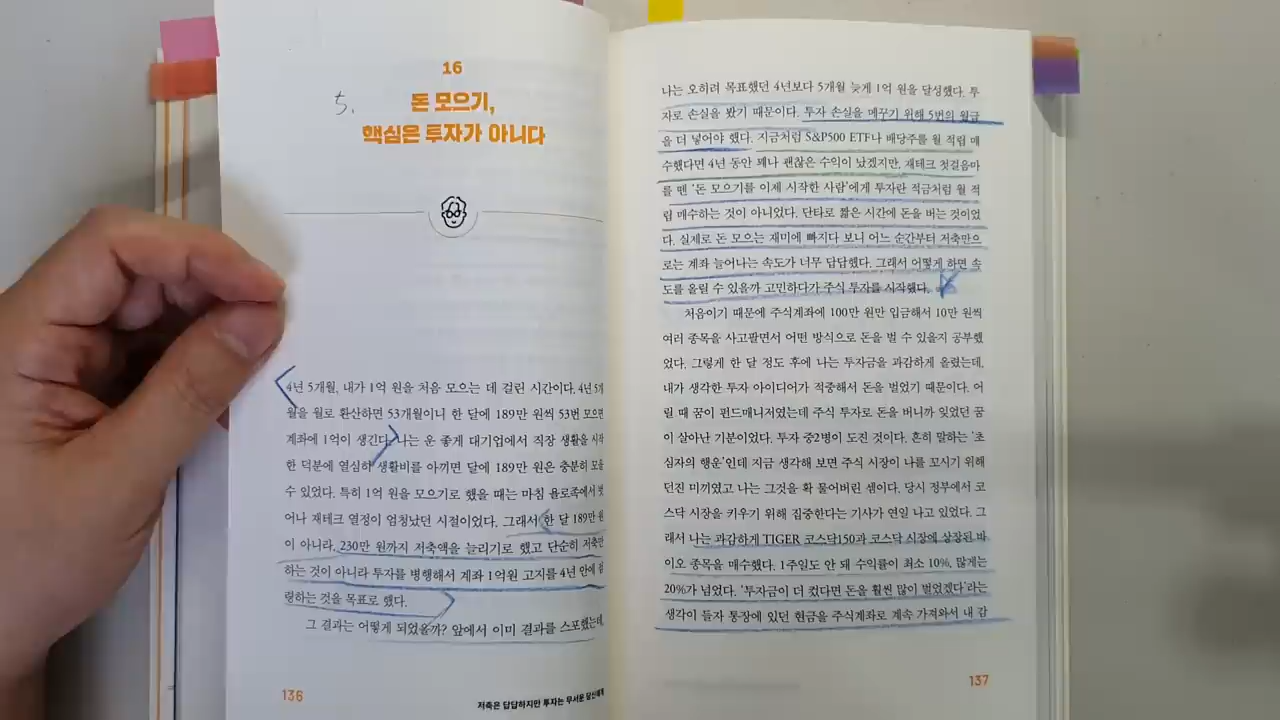 16
5.
돈 모으기,
핵심은 투자가 아니다
4년 5개월, 내가 1억 원을 처음 모으는 데 걸린 시간이다. 4년 5개
월을 월로 환산하면 53개월이니 한 달에 189만 원씩 53번 모으면
계좌에 1억이 생긴다. 나는 운 좋게 대기업에서 직장 생활을 시작
한 덕분에 열심히 생활비를 아끼면 달에 189만 원은 충분히 모을
수 있었다. 특히 1억 원을 모으기로 했을 때는 마침 욜로족에서 벗
어나 재테크 열정이 엄청났던 시절이었다. 그래서 한 달 189만 원
이 아니라, 230만 원까지 저축액을 늘리기로 했고 단순히 저축만
하는 것이 아니라 투자를 병행해서 계좌 1억원 고지를 4년 안에 점
령하는 것을 목표로 했다.
그 결과는 어떻게 되었을까? 앞에서 이미 결과를 스포했는데,
136
저축은 답답하지만 투자는 무서운 당신에게
나는 오히려 목표했던 4년보다 5개월 늦게 1억 원을 달성했다. 투
자로 손실을 봤기 때문이다. 투자 손실을 메꾸기 위해 5번의 월급
을 더 넣어야 했다. 지금처럼 S&P500 ETF나 배당주를 월 적립 매
수했다면 4년 동안 꽤나 괜찮은 수익이 났겠지만, 재테크 첫걸음마
를 뗀 '돈 모으기를 이제 시작한 사람'에게 투자란 적금처럼 월 적
립 매수하는 것이 아니었다. 단타로 짧은 시간에 돈을 버는 것이었
다. 실제로 돈 모으는 재미에 빠지다 보니 어느 순간부터 저축만으
로는 계좌 늘어나는 속도가 너무 답답했다. 그래서 어떻게 하면 속
도를 올릴 수 있을까 고민하다가 주식 투자를 시작했다.
처음이기 때문에 주식계좌에 100만 원만 입금해서 10만 원씩
여러 종목을 사고팔면서 어떤 방식으로 돈을 벌 수 있을지 공부했
었다. 그렇게 한 달 정도 후에 나는 투자금을 과감하게 올렸는데,
내가 생각한 투자 아이디어가 적중해서 돈을 벌었기 때문이다. 어
릴 때 꿈이 펀드매니저였는데 주식 투자로 돈을 버니까 잊었던 꿈
이 살아난 기분이었다. 투자 중2병이 도진 것이다. 흔히 말하는 '초
심자의 행운'인데 지금 생각해 보면 주식 시장이 나를 꼬시기 위해
던진 미끼였고 나는 그것을 확 물어버린 셈이다. 당시 정부에서 코
스닥 시장을 키우기 위해 집중한다는 기사가 연일 나고 있었다. 그
래서 나는 과감하게 TIGER 코스닥150과 코스닥 시장에 상장된 바
이오 종목을 매수했다. 1주일도 안 돼 수익률이 최소 10%, 많게는
20%가 넘었다. '투자금이 더 컸다면 돈을 훨씬 많이 벌었겠다'라는
생각이 들자 통장에 있던 현금을 주식계좌로 계속 가져와서 내 감
137